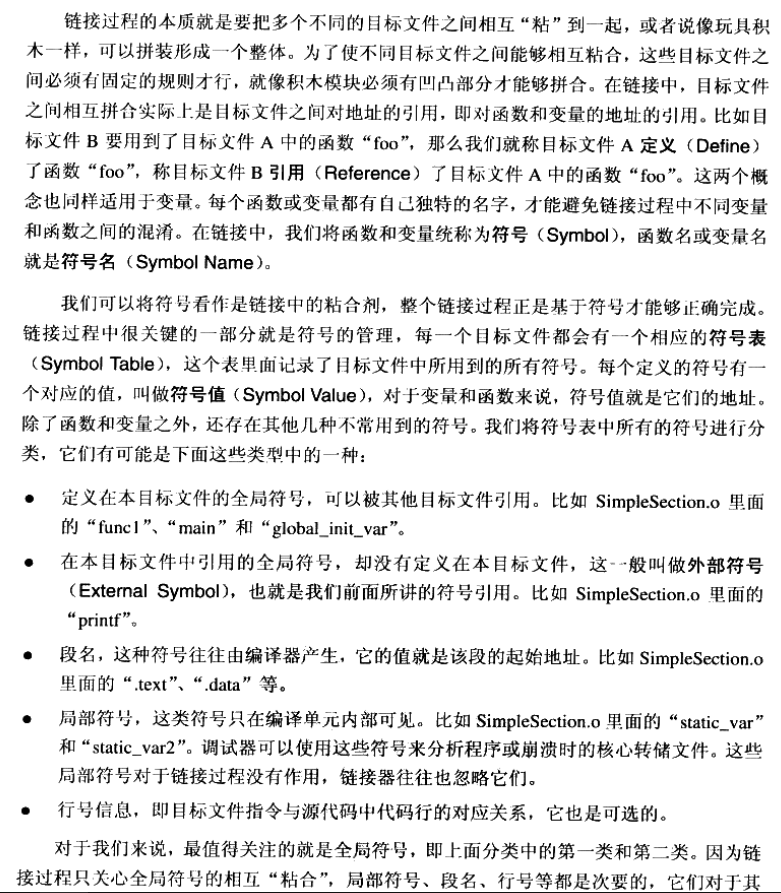 链接过程的本质就是要把多个不同的目标文件之间相互“粘”到一起，或者说像玩具积
木一样，可以拼装形成一个整体。为了使不同目标文件之间能够相互粘合，这些目标文件之
间必须有固定的规则才行，就像积木模块必须有凹凸部分才能够拼合。在链接中，目标文件
之间相互拼合实际上是目标文件之间对地址的引用，即对函数和变量的地址的引用。比如目
标文件 B 要用到了目标文件 A 中的函数“foo”，那么我们就称目标文件 A 定义（Define）
了函数“foo”，称目标文件 B 引用（Reference）了目标文件 A 中的函数“foo”。这两个概
念也同样适用于变量。每个函数或变量都有自己独特的名字，才能避免链接过程中不同变量
和函数之间的混淆。在链接中，我们将函数和变量统称为符号（Symbol），函数名或变量名
就是符号名（Symbol Name）。
我们可以将符号看作是链接中的粘合剂，整个链接过程正是基于符号才能够正确完成。
链接过程中很关键的一部分就是符号的管理，每一个目标文件都会有一个相应的符号表
（Symbol Table），这个表里面记录了目标文件中所用到的所有符号。每个定义的符号有一
个对应的值，叫做符号值（Symbol Value），对于变量和函数来说，符号值就是它们的地址。
除了函数和变量之外，还存在其他几种不常用到的符号。我们将符号表中所有的符号进行分
类，它们有可能是下面这些类型中的一种：
● 定义在本目标文件的全局符号，可以被其他目标文件引用。比如 SimpleSection.o 里面
的“func1”、“main”和“global_init_var”。
● 在本目标文件中引用的全局符号，却没有定义在本目标文件，这一般叫做外部符号
（External Symbol），也就是我们前面所讲的符号引用。比如 SimpleSection.o 里面的
“printf”。
● 段名，这种符号往往由编译器产生，它的值就是该段的起始地址。比如 SimpleSection.o
里面的“.text”、“.data”等。
● 局部符号，这类符号只在编译单元内部可见。比如 SimpleSection.o 里面的“static_var”
和“static_var2”。调试器可以使用这些符号来分析程序或崩溃时的核心转储文件。这些
局部符号对于链接过程没有作用，链接器往往也忽略它们。
● 行号信息，即目标文件指令与源代码中代码行的对应关系，它也是可选的。
对于我们来说，最值得关注的就是全局符号，即上面分类中的第一类和第二类。因为链
接过程只关心全局符号的相互“粘合”，局部符号、段名、行号等都是次要的，它们对于其